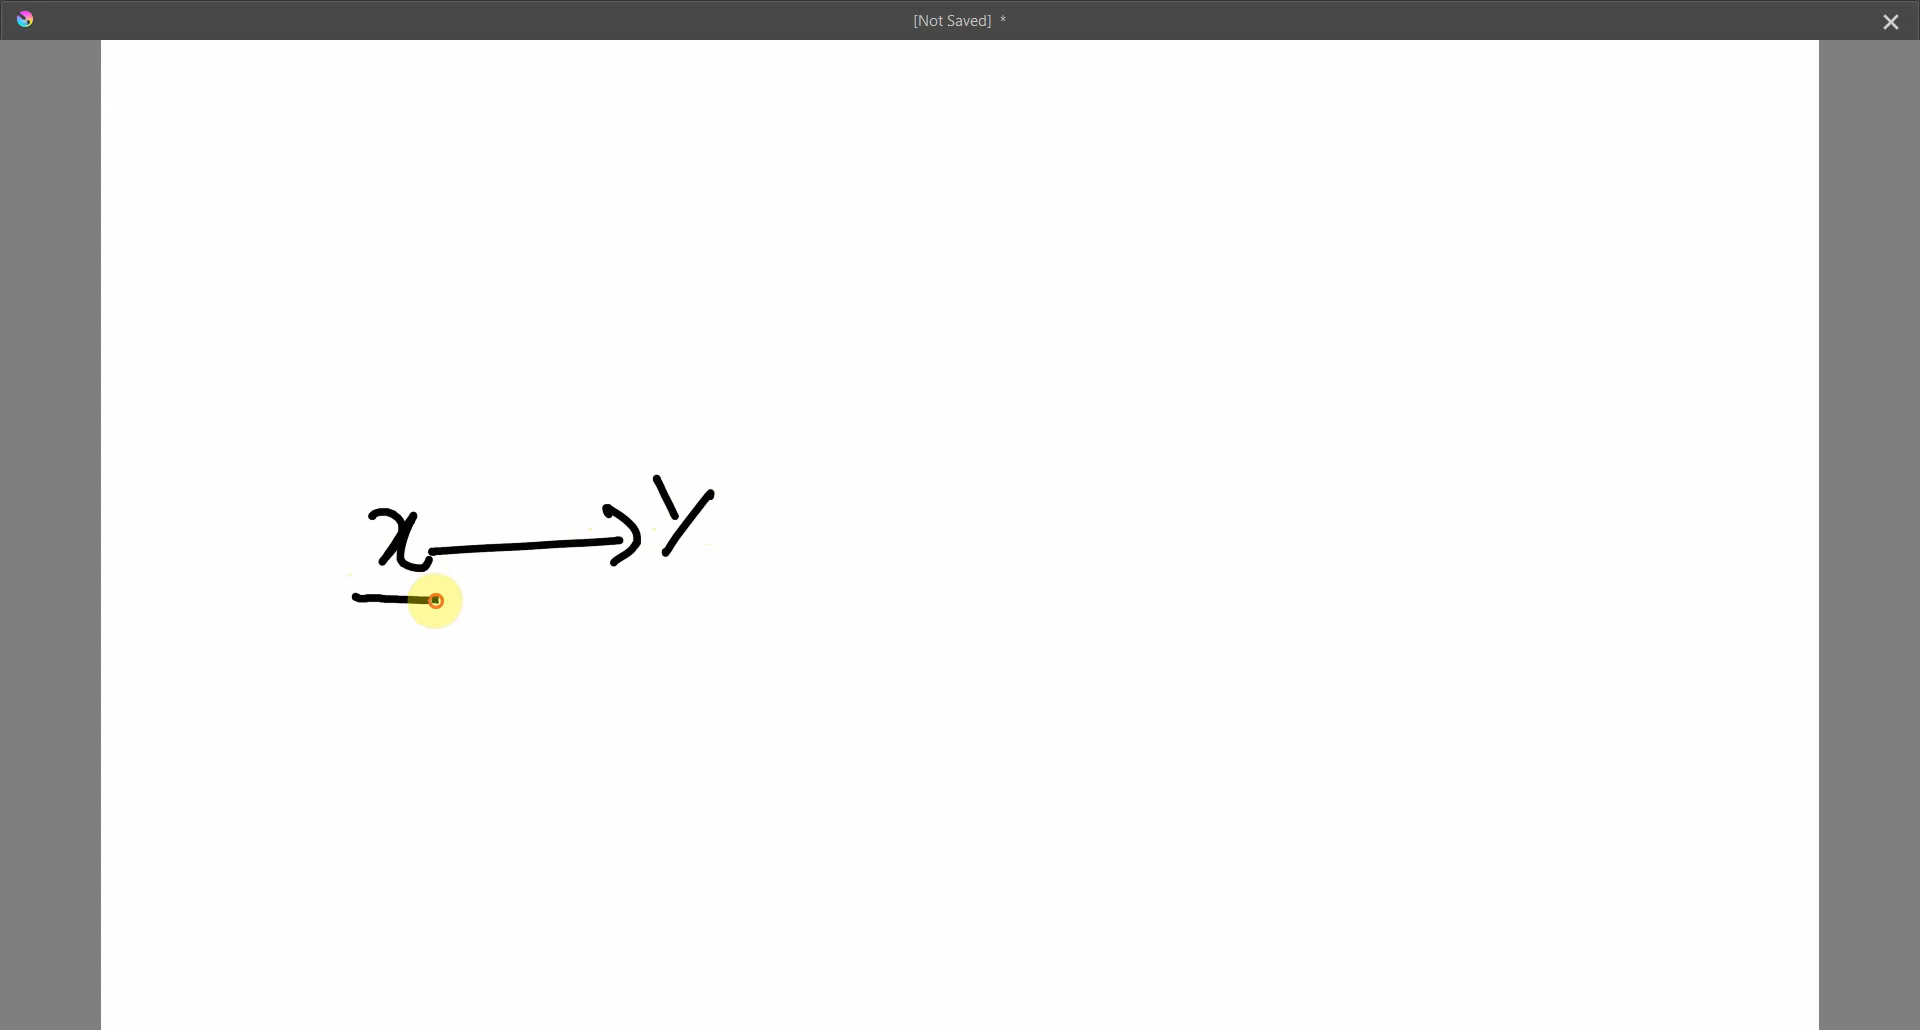 [Not Saved] *
x → y